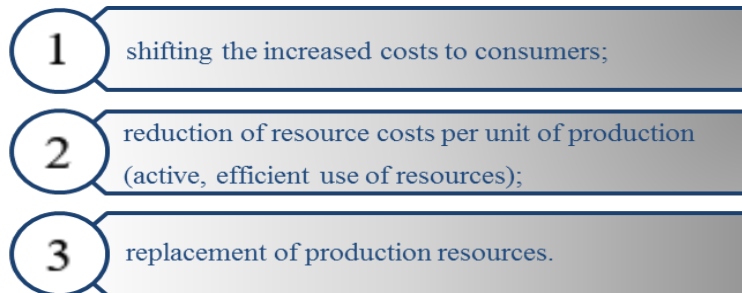 1
shifting the increased costs to consumers;
2
reduction of resource costs per unit of production
(active, efficient use of resources);
3
replacement of production resources.